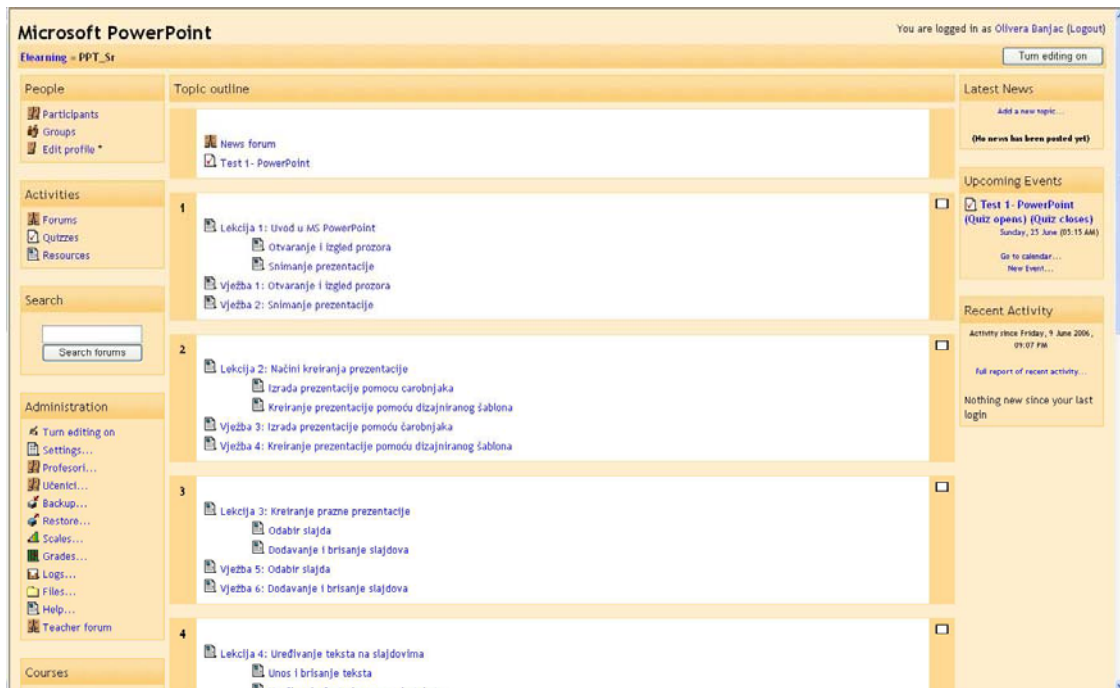 Microsoft PowerPoint
You are logged in as Olivera Banjac (Logout)
Elearning » PPT_Sr
Turn editing on
People
Participants
Groups
Edit profile *
Activities
Forums
Quizzes
Resources
Search
Search forums
Administration
Turn editing on
Settings...
Profesori...
Učenici...
Backup...
Restore...
Scales...
Grades...
Logs...
Files...
Help...
Teacher forum
Courses
Topic outline
News forum
Test 1- PowerPoint
1
Lekcija 1: Uvod u MS PowerPoint
Otvaranje i izgled prozora
Snimanje prezentacije
Vježba 1: Otvaranje i izgled prozora
Vježba 2: Snimanje prezentacije
2
Lekcija 2: Načini kreiranja prezentacije
Izrada prezentacije pomocu carobnjaka
Kreiranje prezentacije pomoću dizajniranog šablona
Vježba 3: Izrada prezentacije pomoću čarobnjaka
Vježba 4: Kreiranje prezentacije pomoću dizajniranog šablona
3
Lekcija 3: Kreiranje prazne prezentacije
Odabir slajda
Dodavanje i brisanje slajdova
Vježba 5: Odabir slajda
Vježba 6: Dodavanje i brisanje slajdova
4
Lekcija 4: Uređivanje teksta na slajdovima
Unos i brisanje teksta
Latest News
Add a new topic...
(No news has been posted yet)
Upcoming Events
Test 1- PowerPoint
(Quiz opens) (Quiz closes)
Sunday, 25 June (05:15 AM)
Go to calendar...
New Event...
Recent Activity
Activity since Friday, 9 June 2006,
09:07 PM
Full report of recent activity...
Nothing new since your last
login